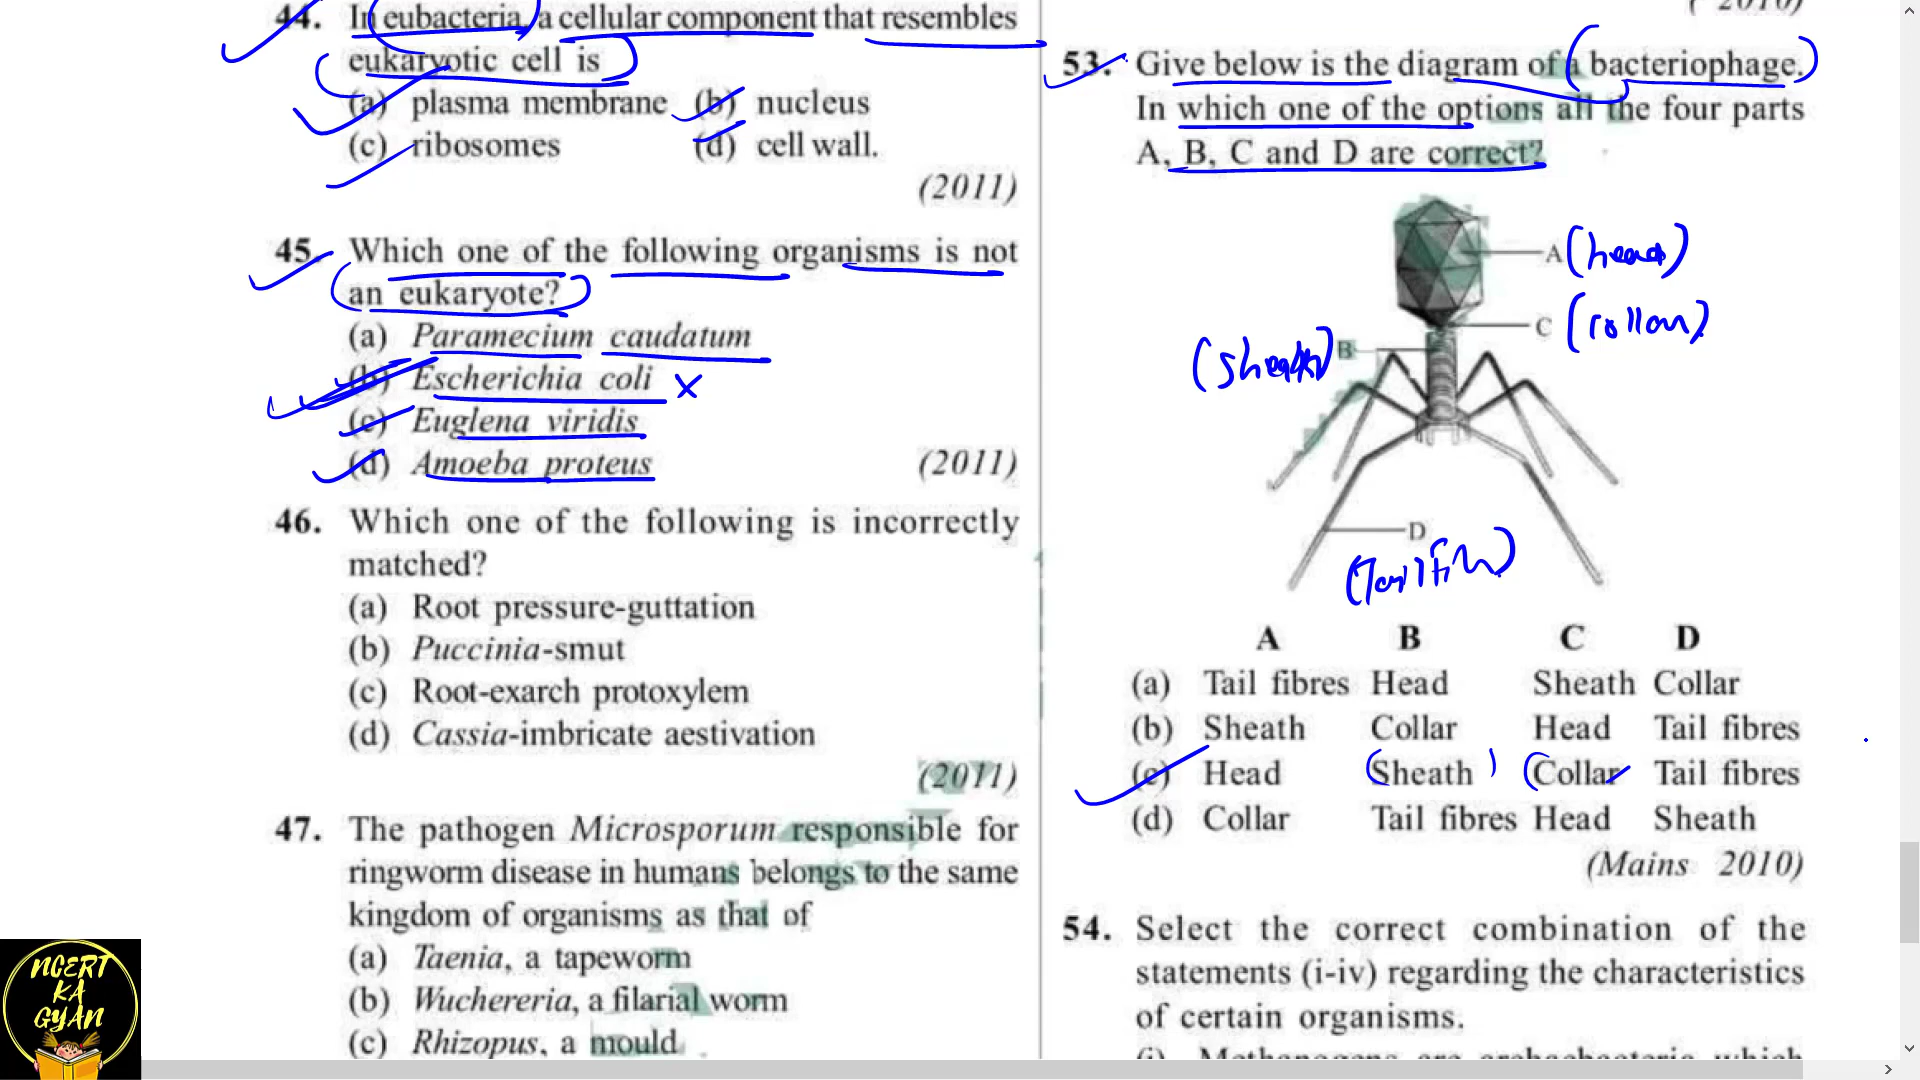 44. In eubacteria, a cellular component that resembles
eukaryotic cell is
(a) plasma membrane (b) nucleus
(c) ribosomes (d) cell wall.
(2011)
45. Which one of the following organisms is not
an eukaryote?
(a) Paramecium caudatum
(b) Escherichia coli x
(c) Euglena viridis
(d) Amoeba proteus (2011)
46. Which one of the following is incorrectly
matched?
(a) Root pressure-guttation
(b) Puccinia-smut
(c) Root-exarch protoxylem
(d) Cassia-imbricate aestivation
(2011)
47. The pathogen Microsporum responsible for
ringworm disease in humans belongs to the same
kingdom of organisms as that of
(a) Taenia, a tapeworm
(b) Wuchereria, a filarial worm
(c) Rhizopus, a mould
2010)
53. Give below is the diagram of a bacteriophage.
In which one of the options all the four parts
A, B, C and D are correct?
A (head)
C
(Sheath) B
D
A B C D
(a) Tail fibres Head Sheath Collar
(b) Sheath Collar Head Tail fibres
(c) Head (Sheath) (Collar Tail fibres
(d) Collar Tail fibres Head Sheath
(Mains 2010)
54. Select the correct combination of the
statements (i-iv) regarding the characteristics
of certain organisms.
(i) Methanogens are archaebacteria which
NCERT
KA
GYAN